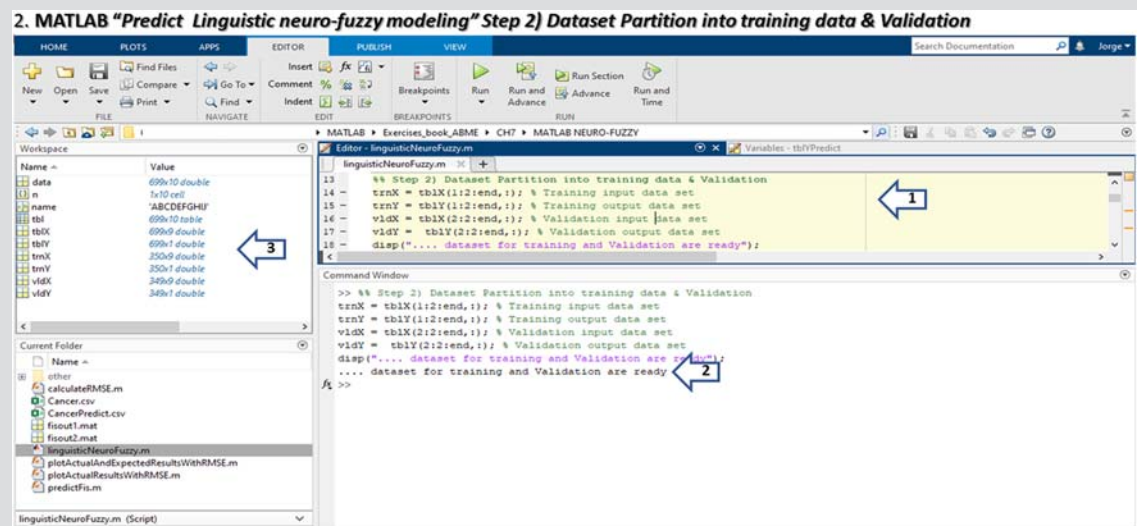 2. MATLAB “Predict Linguistic neuro-fuzzy modeling” Step 2) Dataset Partition into training data & Validation
HOME PLOTS APPS EDITOR PUBLISH VIEW Search Documentation Jorge
New Open Save Find Files Compare Print Go To Find Insert Comment Indent fx Breakpoints Run Run and Advance Run Section Advance Run and Time
FILE NAVIGATE EDIT BREAKPOINTS RUN
MATLAB Exercises_book_ABME CH7 MATLAB NEURO-FUZZY
Workspace
Name Value
data 699x10 double
n 1x10 cell
name 'ABCDEFGHIJ'
tbl 699x10 table
tblX 699x9 double
tblY 699x1 double
trnX 350x9 double
trnY 350x1 double
vldX 349x9 double
vldY 349x1 double
3
Current Folder
Name
other
calculateRMSE.m
Cancer.csv
CancerPredict.csv
fisout1.mat
fisout2.mat
linguisticNeuroFuzzy.m
plotActualAndExpectedResultsWithRMSE.m
plotActualResultsWithRMSE.m
predictFis.m
linguisticNeuroFuzzy.m (Script)
Editor - linguisticNeuroFuzzy.m Variables - tblYPredict
linguisticNeuroFuzzy.m
13 %% Step 2) Dataset Partition into training data & Validation
14 - trnX = tblX(1:2:end,:); % Training input data set
15 - trnY = tblY(1:2:end,:); % Training output data set
16 - vldX = tblX(2:2:end,:); % Validation input data set
17 - vldY = tblY(2:2:end,:); % Validation output data set
18 - disp(".... dataset for training and Validation are ready");
1
Command Window
>> %% Step 2) Dataset Partition into training data & Validation
trnX = tblX(1:2:end,:); % Training input data set
trnY = tblY(1:2:end,:); % Training output data set
vldX = tblX(2:2:end,:); % Validation input data set
vldY = tblY(2:2:end,:); % Validation output data set
disp(".... dataset for training and Validation are ready");
.... dataset for training and Validation are ready
2
fx >>